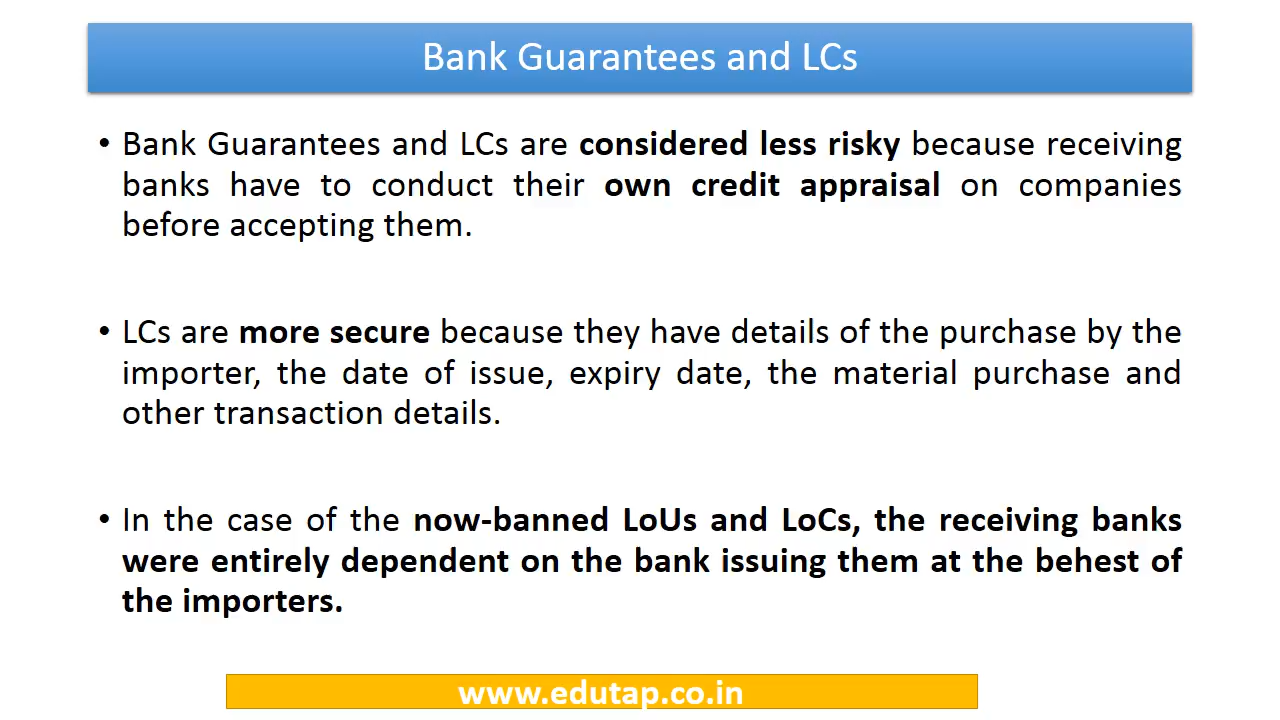 Bank Guarantees and LCs
• Bank Guarantees and LCs are considered less risky because receiving
banks have to conduct their own credit appraisal on companies
before accepting them.
• LCs are more secure because they have details of the purchase by the
importer, the date of issue, expiry date, the material purchase and
other transaction details.
• In the case of the now-banned LoUs and LoCs, the receiving banks
were entirely dependent on the bank issuing them at the behest of
the importers.
www.edutap.co.in